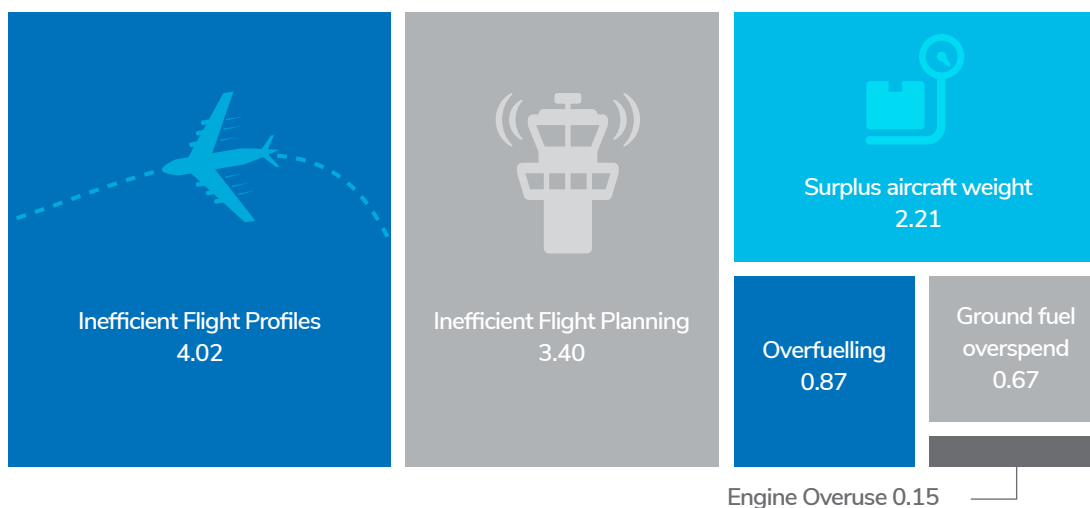 Inefficient Flight Profiles
4.02
Inefficient Flight Planning
3.40
Surplus aircraft weight
2.21
Overfuelling
0.87
Ground fuel
overspend
0.67
Engine Overuse 0.15